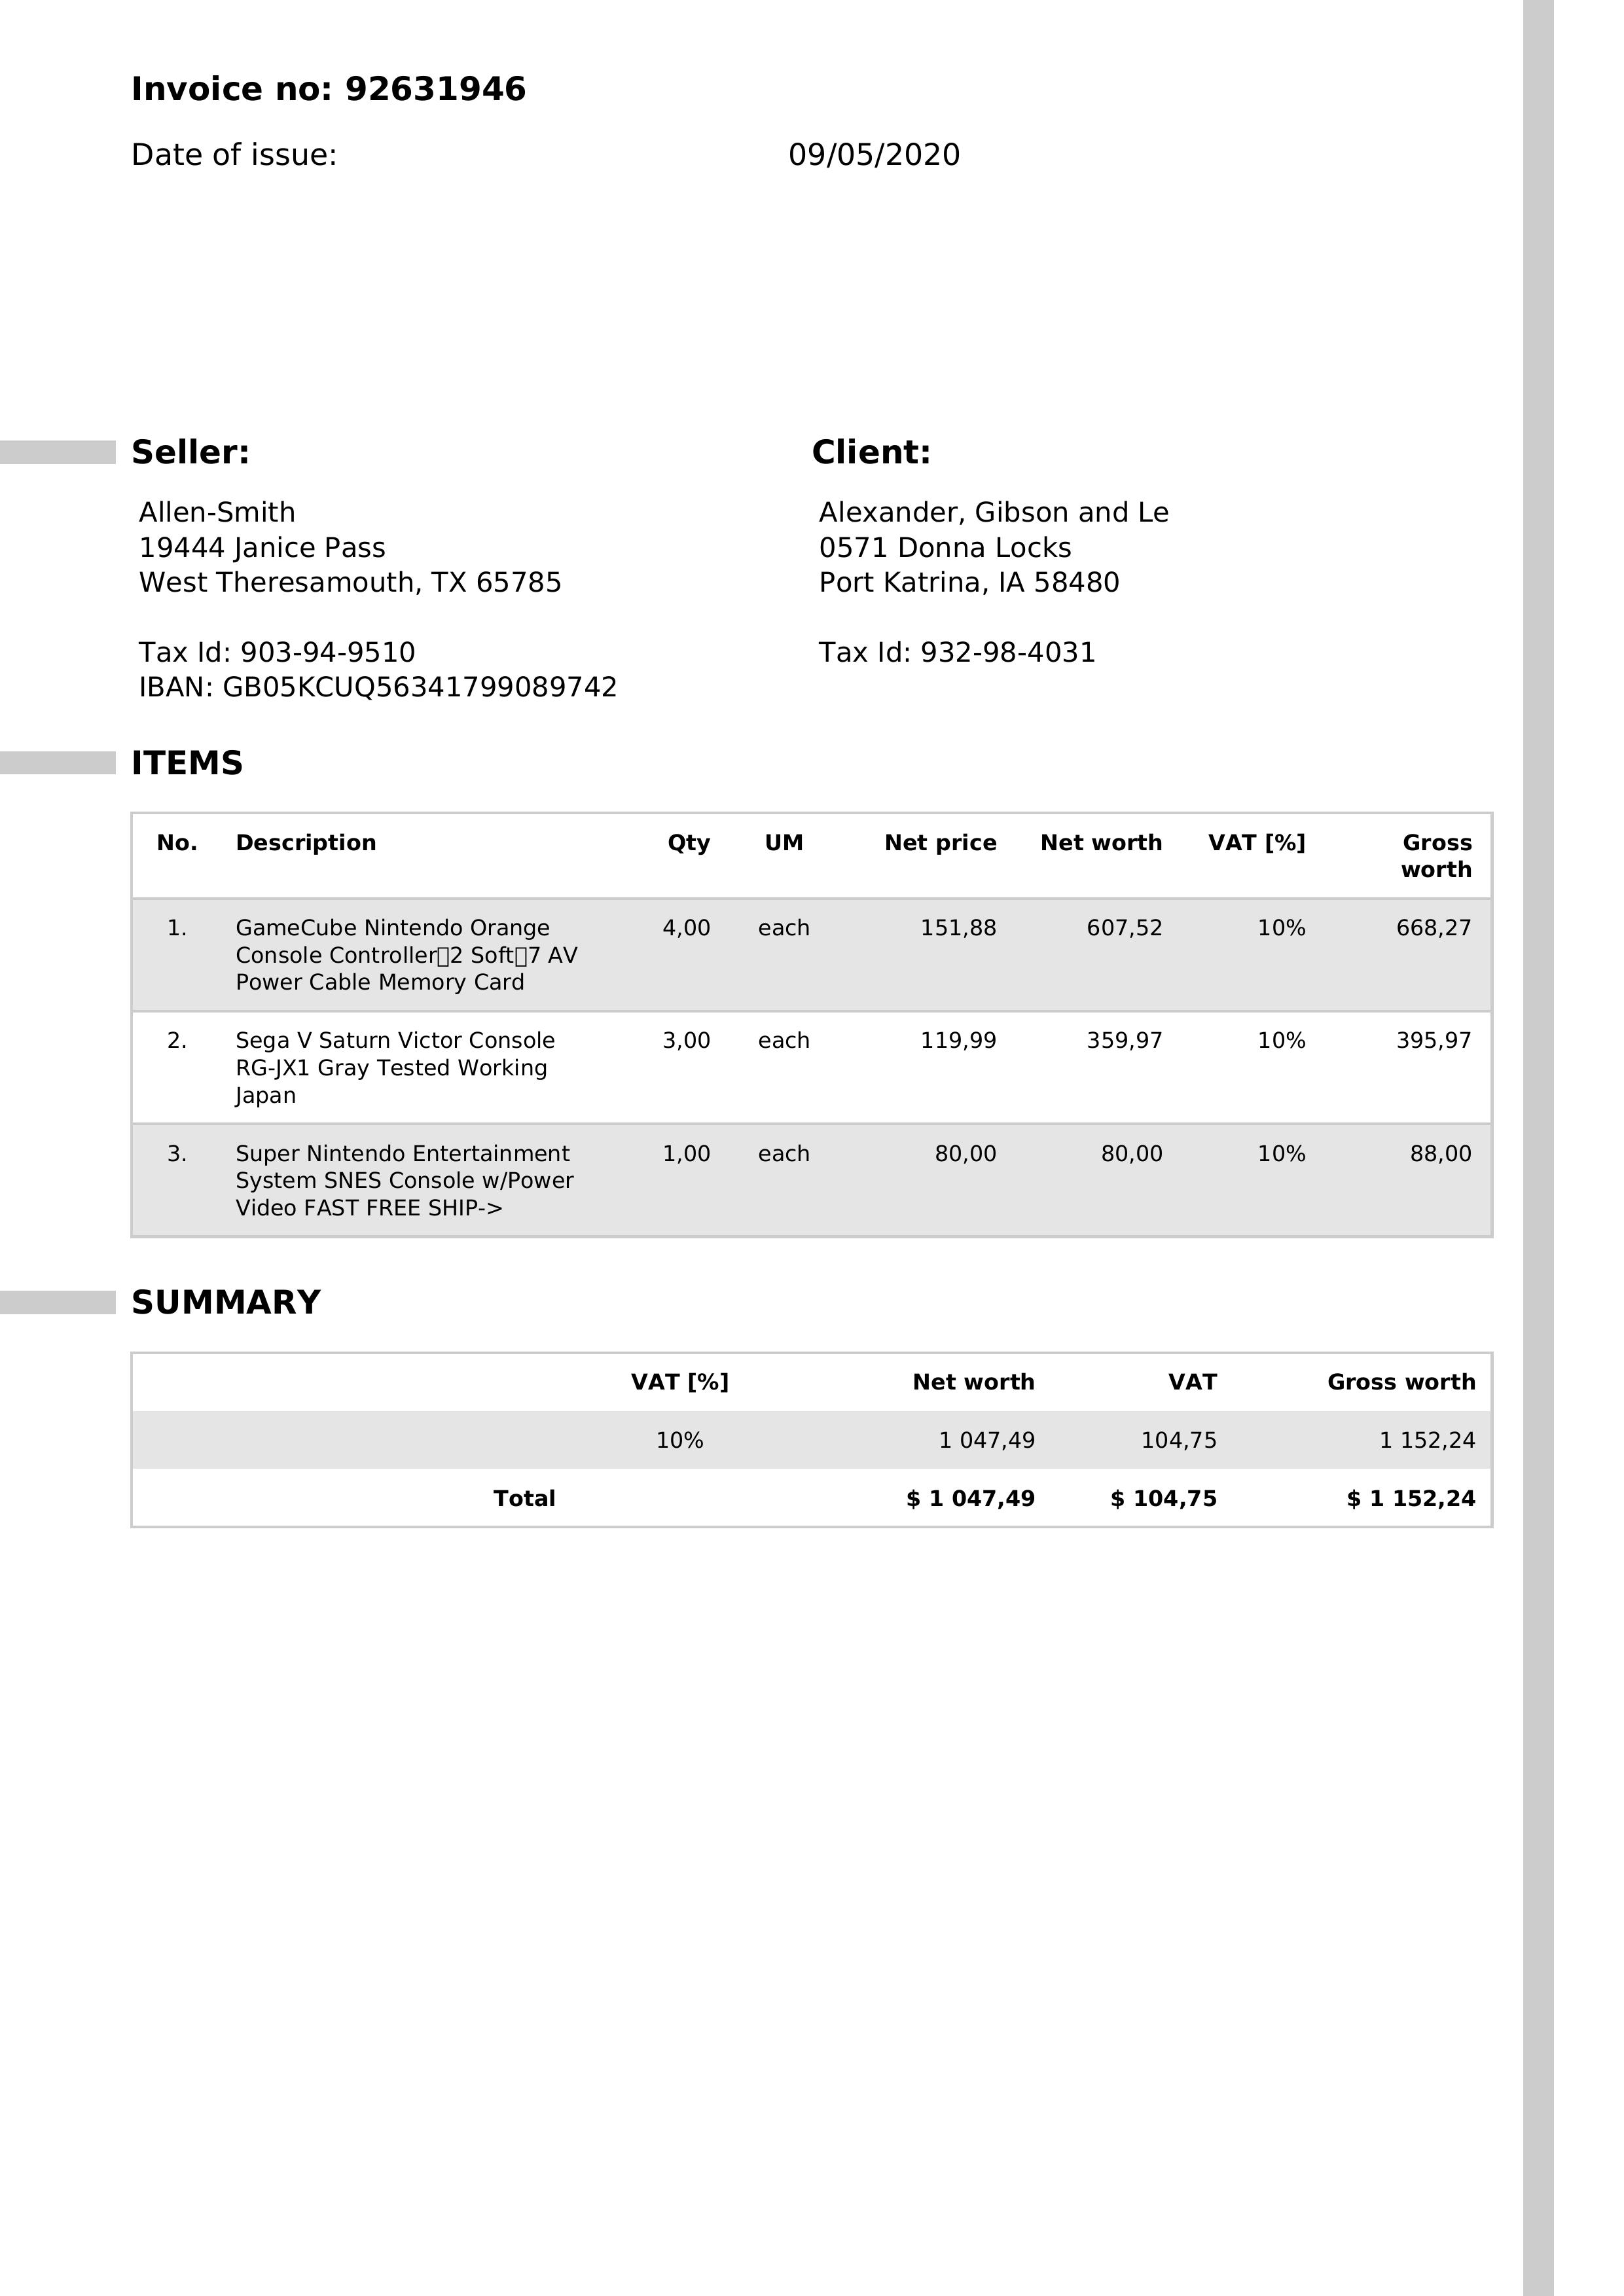 Invoice no: 92631946
Date of issue: 09/05/2020
Seller:
Allen-Smith
19444 Janice Pass
West Theresamouth, TX 65785
Tax Id: 903-94-9510
IBAN: GB05KCUQ56341799089742
Client:
Alexander, Gibson and Le
0571 Donna Locks
Port Katrina, IA 58480
Tax Id: 932-98-4031
ITEMS
No. Description Qty UM Net price Net worth VAT [%] Gross
worth
1. GameCube Nintendo Orange 4,00 each 151,88 607,52 10% 668,27
Console Controller▯2 Soft▯7 AV
Power Cable Memory Card
2. Sega V Saturn Victor Console 3,00 each 119,99 359,97 10% 395,97
RG-JX1 Gray Tested Working
Japan
3. Super Nintendo Entertainment 1,00 each 80,00 80,00 10% 88,00
System SNES Console w/Power
Video FAST FREE SHIP->
SUMMARY
VAT [%] Net worth VAT Gross worth
10% 1 047,49 104,75 1 152,24
Total $ 1 047,49 $ 104,75 $ 1 152,24